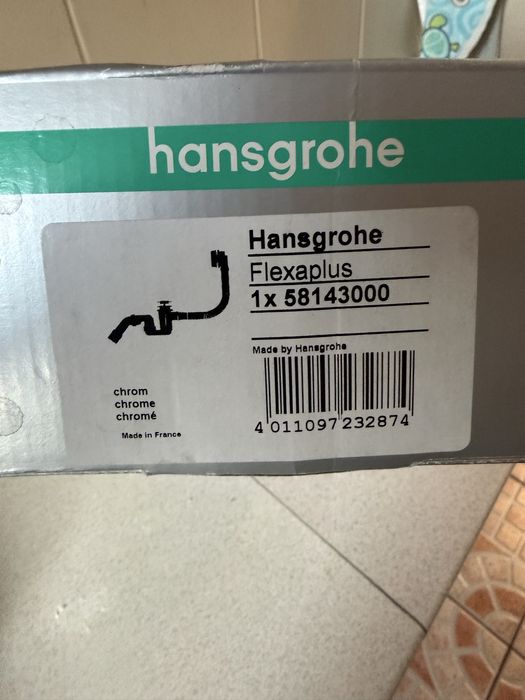 hansgrohe
Hansgrohe
Flexaplus
1x 58143000
Made by Hansgrohe
chrom
chrome
chromé
Made in France
4 011097 232874